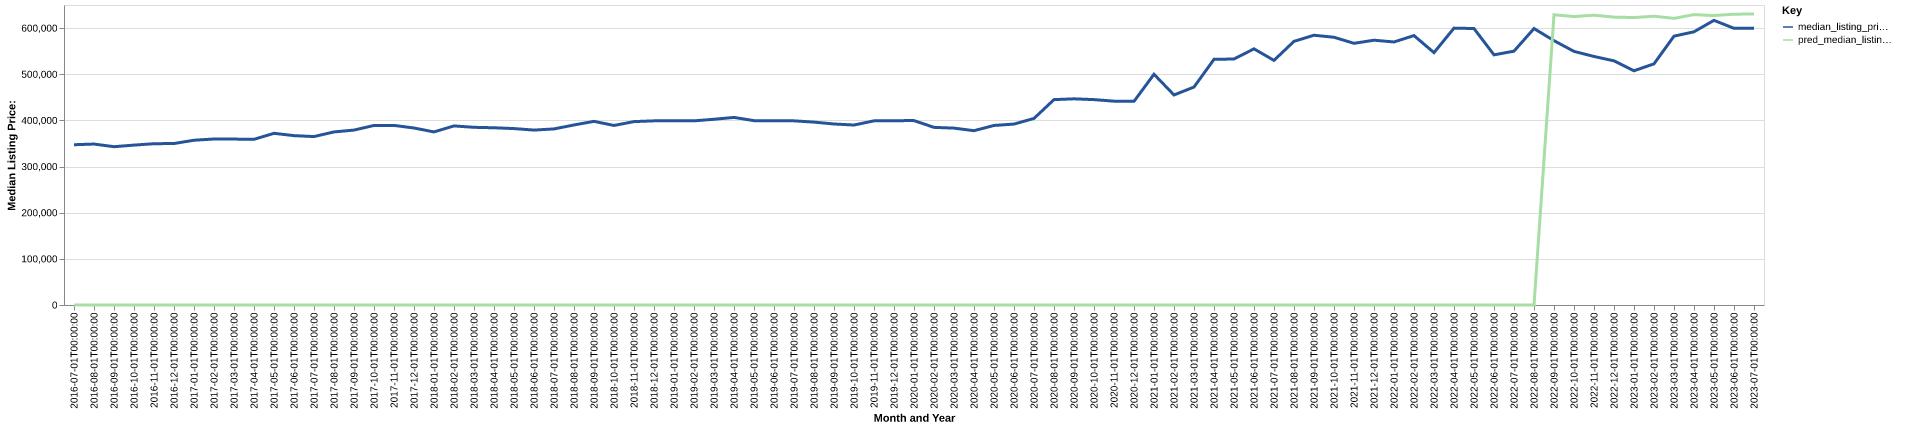 Key
median_listing_pri…
pred_median_listin…
Median Listing Price:
600,000
500,000
400,000
300,000
200,000
100,000
0
2016-07-01T00:00:00
2016-08-01T00:00:00
2016-09-01T00:00:00
2016-10-01T00:00:00
2016-11-01T00:00:00
2016-12-01T00:00:00
2017-01-01T00:00:00
2017-02-01T00:00:00
2017-03-01T00:00:00
2017-04-01T00:00:00
2017-05-01T00:00:00
2017-06-01T00:00:00
2017-07-01T00:00:00
2017-08-01T00:00:00
2017-09-01T00:00:00
2017-10-01T00:00:00
2017-11-01T00:00:00
2017-12-01T00:00:00
2018-01-01T00:00:00
2018-02-01T00:00:00
2018-03-01T00:00:00
2018-04-01T00:00:00
2018-05-01T00:00:00
2018-06-01T00:00:00
2018-07-01T00:00:00
2018-08-01T00:00:00
2018-09-01T00:00:00
2018-10-01T00:00:00
2018-11-01T00:00:00
2018-12-01T00:00:00
2019-01-01T00:00:00
2019-02-01T00:00:00
2019-03-01T00:00:00
2019-04-01T00:00:00
2019-05-01T00:00:00
2019-06-01T00:00:00
2019-07-01T00:00:00
2019-08-01T00:00:00
2019-09-01T00:00:00
2019-10-01T00:00:00
2019-11-01T00:00:00
2019-12-01T00:00:00
2020-01-01T00:00:00
2020-02-01T00:00:00
2020-03-01T00:00:00
2020-04-01T00:00:00
2020-05-01T00:00:00
2020-06-01T00:00:00
2020-07-01T00:00:00
2020-08-01T00:00:00
2020-09-01T00:00:00
2020-10-01T00:00:00
2020-11-01T00:00:00
2020-12-01T00:00:00
2021-01-01T00:00:00
2021-02-01T00:00:00
2021-03-01T00:00:00
2021-04-01T00:00:00
2021-05-01T00:00:00
2021-06-01T00:00:00
2021-07-01T00:00:00
2021-08-01T00:00:00
2021-09-01T00:00:00
2021-10-01T00:00:00
2021-11-01T00:00:00
2021-12-01T00:00:00
2022-01-01T00:00:00
2022-02-01T00:00:00
2022-03-01T00:00:00
2022-04-01T00:00:00
2022-05-01T00:00:00
2022-06-01T00:00:00
2022-07-01T00:00:00
2022-08-01T00:00:00
2022-09-01T00:00:00
2022-10-01T00:00:00
2022-11-01T00:00:00
2022-12-01T00:00:00
2023-01-01T00:00:00
2023-02-01T00:00:00
2023-03-01T00:00:00
2023-04-01T00:00:00
2023-05-01T00:00:00
2023-06-01T00:00:00
2023-07-01T00:00:00
Month and Year